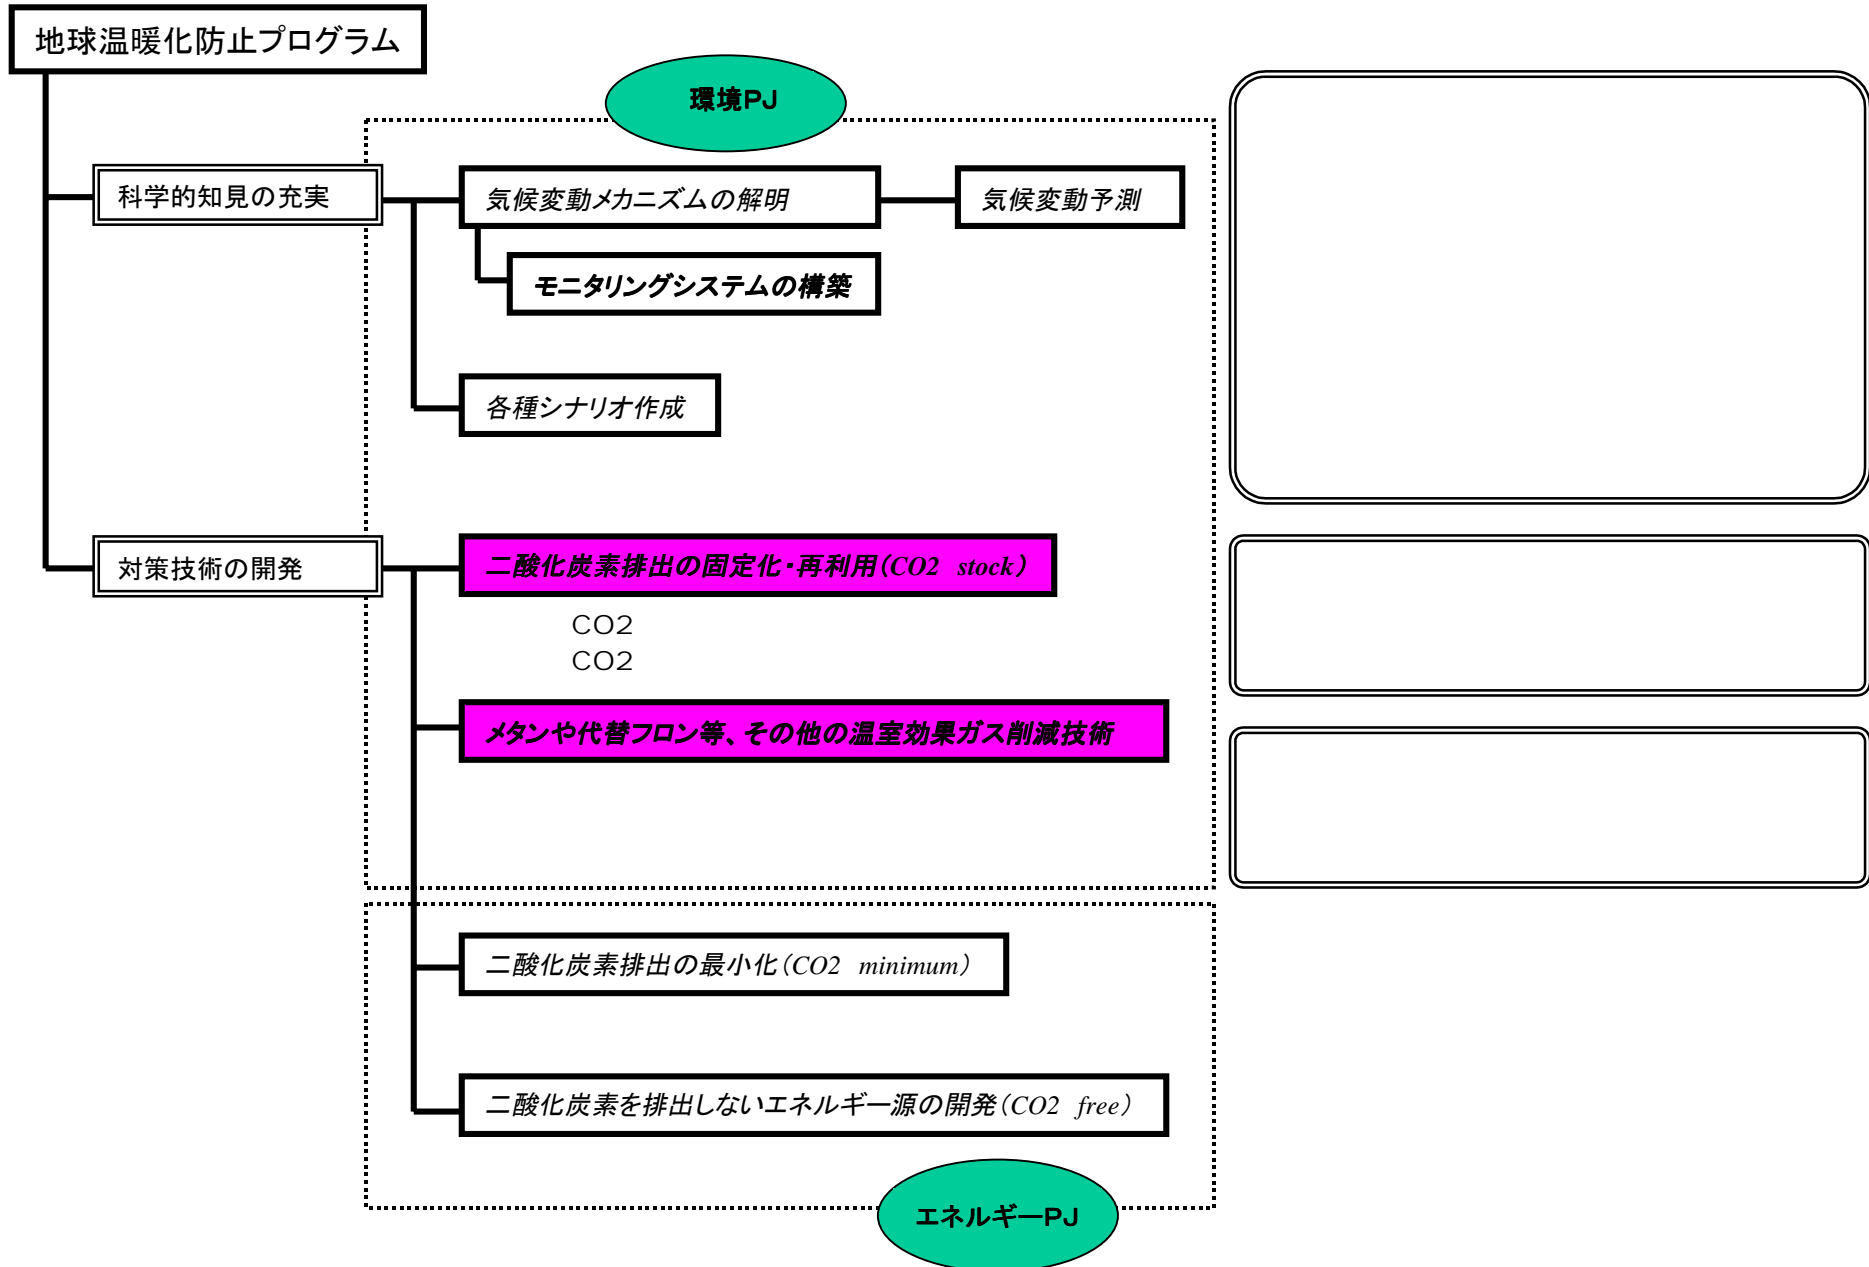 地球温暖化防止プログラム
環境PJ
科学的知見の充実
気候変動メカニズムの解明
気候変動予測
モニタリングシステムの構築
各種シナリオ作成
対策技術の開発
二酸化炭素排出の固定化・再利用(CO2 stock)
CO2
CO2
メタンや代替フロン等、その他の温室効果ガス削減技術
二酸化炭素排出の最小化(CO2 minimum)
二酸化炭素を排出しないエネルギー源の開発(CO2 free)
エネルギーPJ